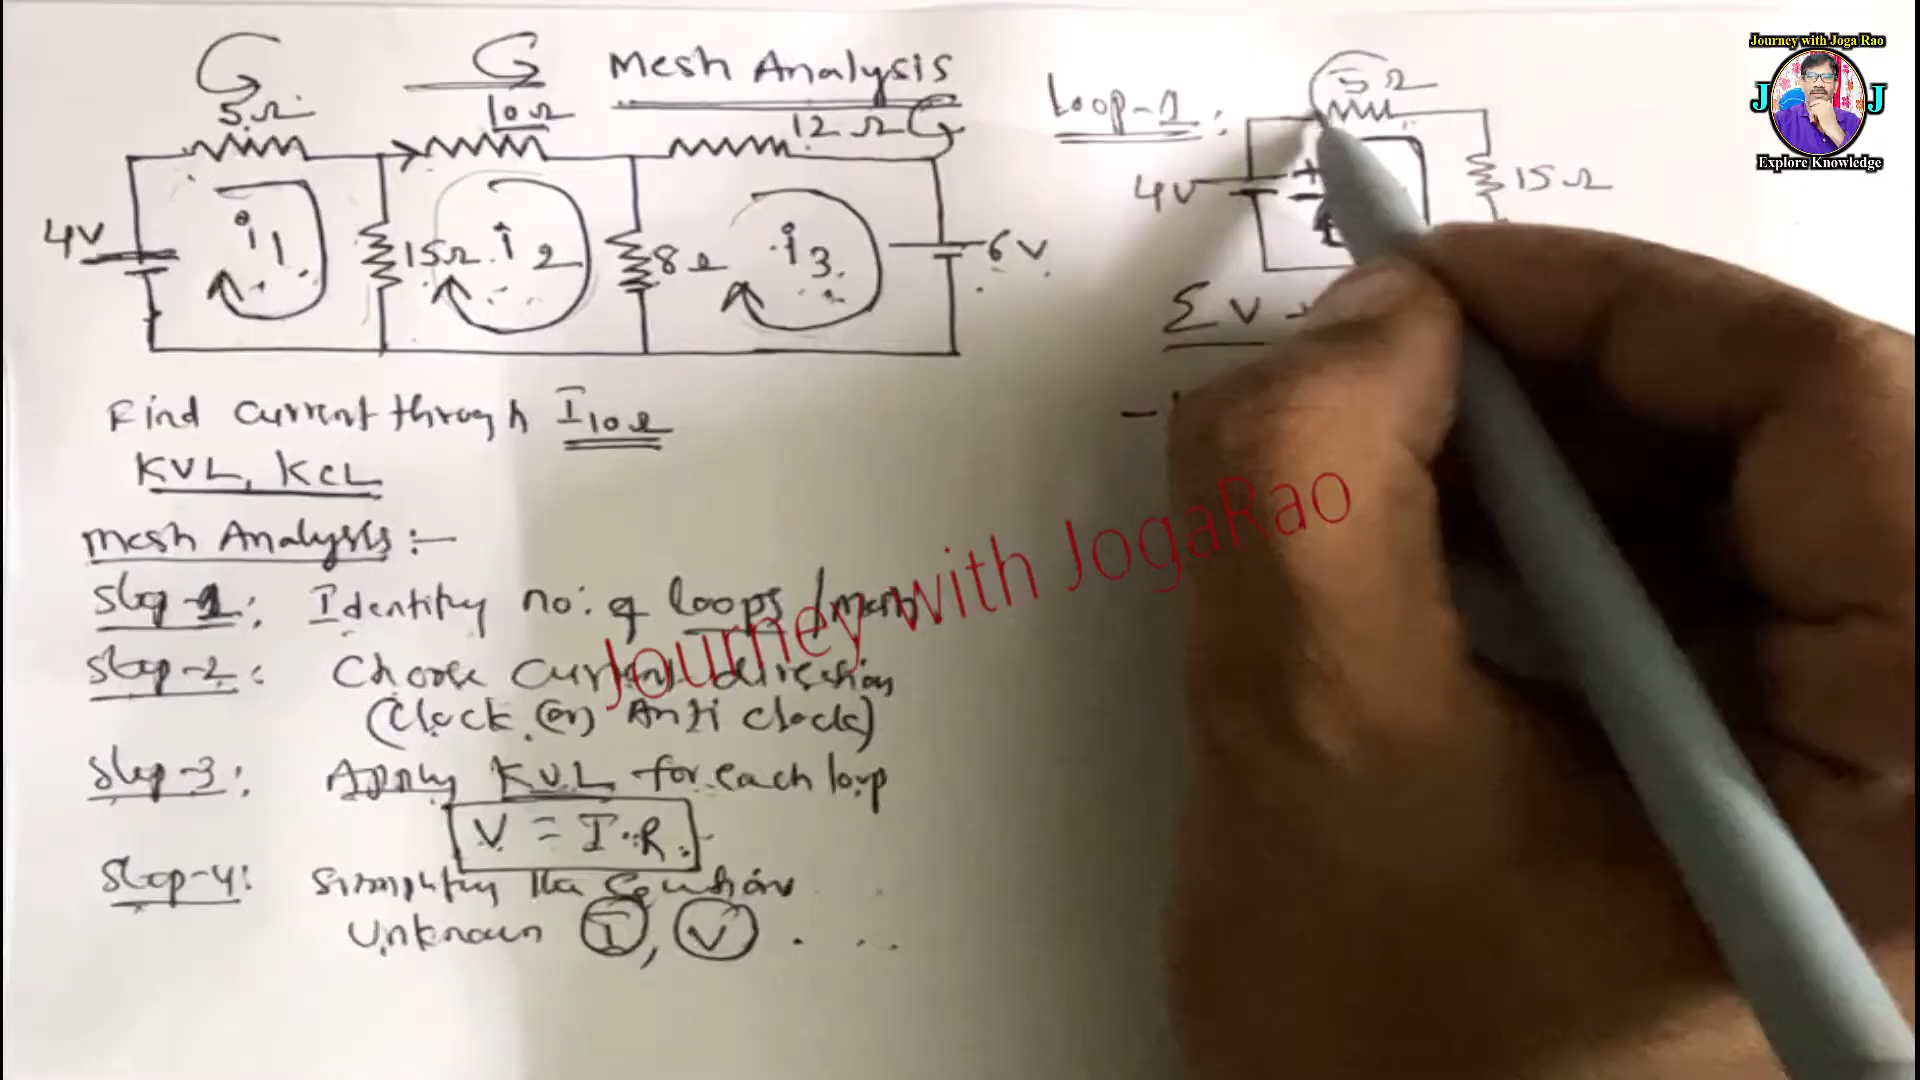 Mesh Analysis
5Ω
10Ω
12Ω
4V
i1
15Ω
i2
8Ω
i3
6V
Find Current through I10Ω
KVL, KCL
Mesh Analysis:-
Step-1: Identify no: of loops /mesh
Step-2: Choose Current direction
(Clock (or) Anti clock)
Step-3: Apply KVL for each loop
V = I·R
Step-4: Simplify the equation
Unknown I, V
Loop-1:
5Ω
4V
+
15Ω
ΣV
Journey with JogaRao
Journey with Joga Rao
J J
Explore Knowledge